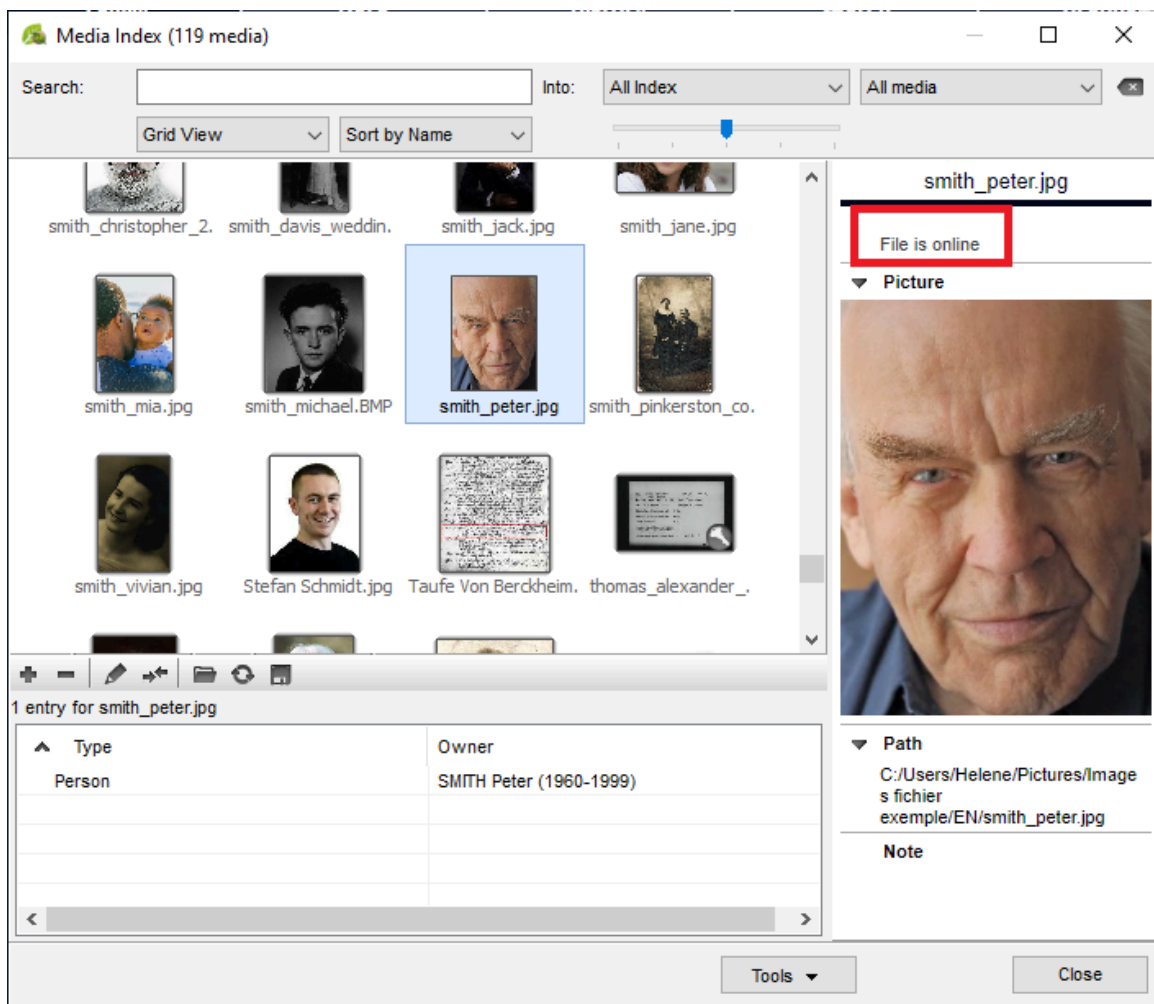 Media Index (119 media)
Search:
Into:
All Index
All media
Grid View
Sort by Name
smith_christopher_2.
smith_davis_weddin.
smith_jack.jpg
smith_jane.jpg
smith_mia.jpg
smith_michael.BMP
smith_peter.jpg
smith_pinkerston_co.
smith_vivian.jpg
Stefan Schmidt.jpg
Taufe Von Berckheim.
thomas_alexander_.
1 entry for smith_peter.jpg
Type
Owner
Person
SMITH Peter (1960-1999)
smith_peter.jpg
File is online
Picture
Path
C:/Users/Helene/Pictures/Image
s fichier
exemple/EN/smith_peter.jpg
Note
Tools
Close